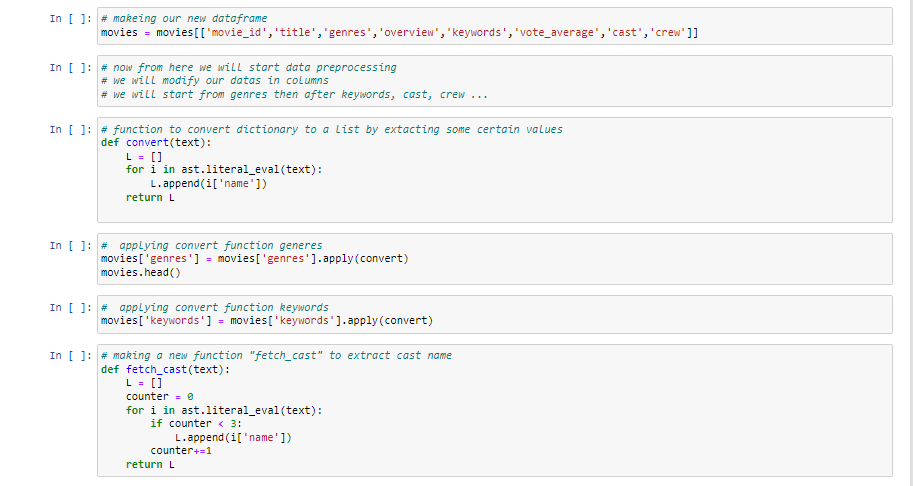 In [ ]: # makeing our new dataframe
movies = movies[['movie_id','title','genres','overview','keywords','vote_average','cast','crew']]
In [ ]: # now from here we will start data preprocessing
# we will modify our datas in columns
# we will start from genres then after keywords, cast, crew ...
In [ ]: # function to convert dictionary to a list by extacting some certain values
def convert(text):
    L = []
    for i in ast.literal_eval(text):
        L.append(i['name'])
    return L
In [ ]: #  applying convert function generes
movies['genres'] = movies['genres'].apply(convert)
movies.head()
In [ ]: #  applying convert function keywords
movies['keywords'] = movies['keywords'].apply(convert)
In [ ]: # making a new function "fetch_cast" to extract cast name
def fetch_cast(text):
    L = []
    counter = 0
    for i in ast.literal_eval(text):
        if counter < 3:
            L.append(i['name'])
        counter+=1
    return L